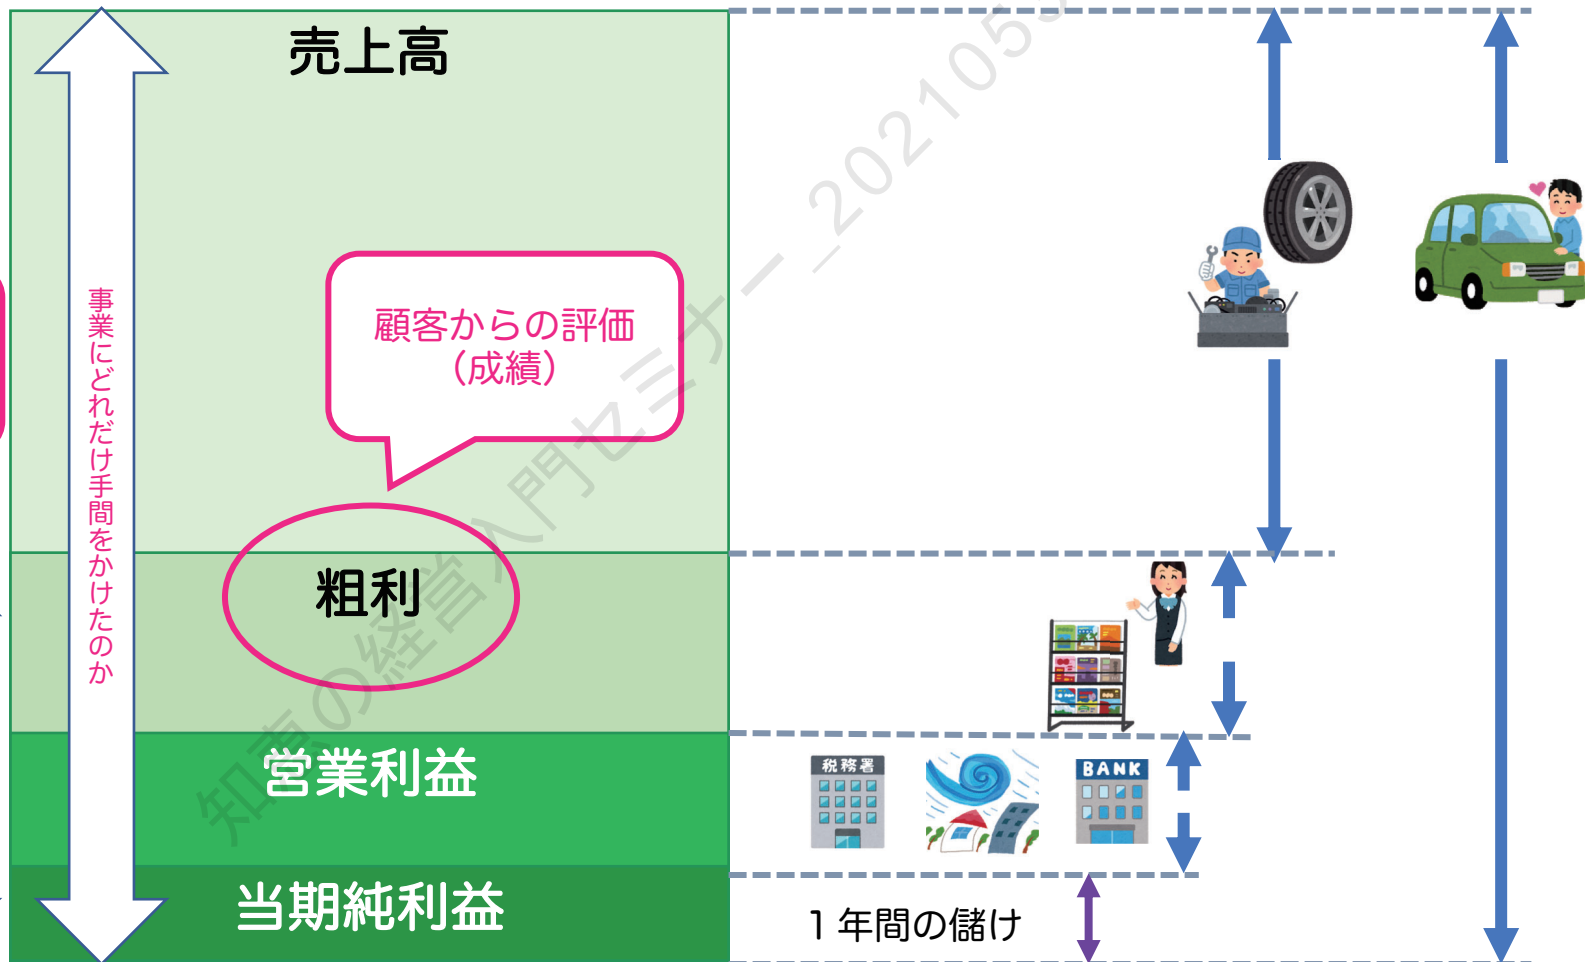 売上高
事業にどれだけ手間をかけたのか
顧客からの評価
(成績)
粗利
営業利益
税務署
BANK
当期純利益
1年間の儲け
知恵の経営入門セミナー_2021053